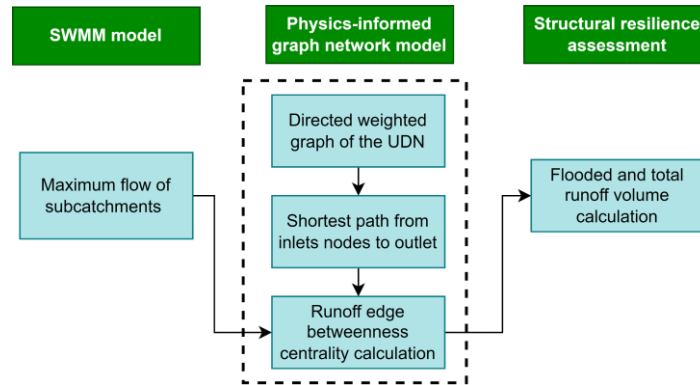 SWMM model
Physics-informed
graph network model
Structural resilience
assessment
Directed weighted
graph of the UDN
Maximum flow of
subcatchments
Shortest path from
inlets nodes to outlet
Flooded and total
runoff volume
calculation
Runoff edge
betweenness
centrality calculation